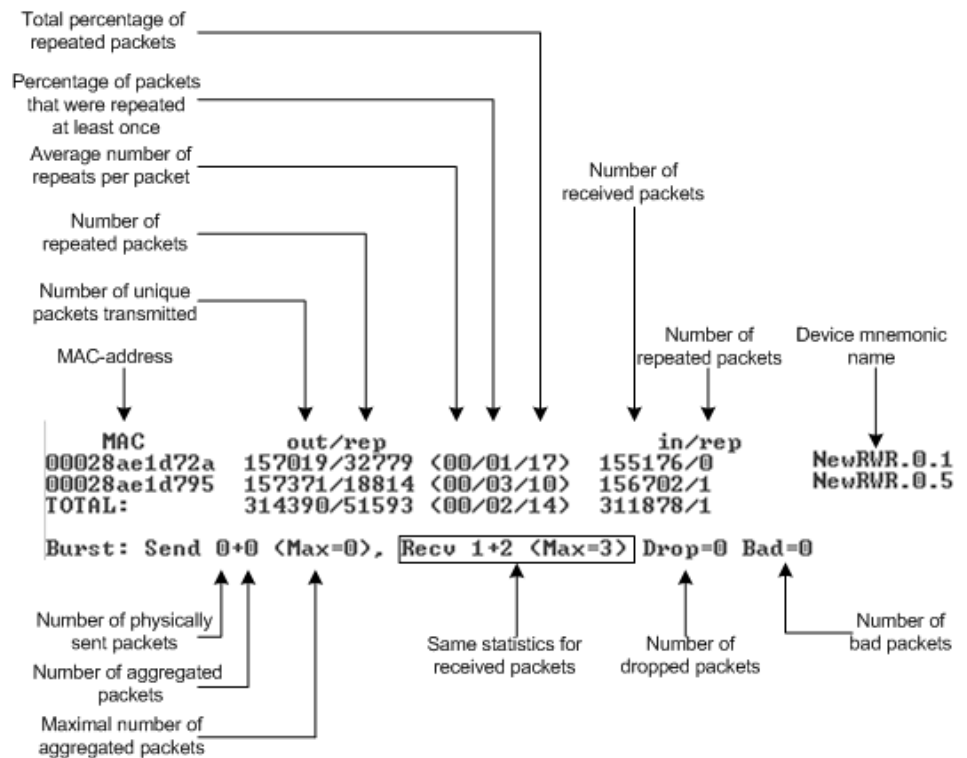 Total percentage of
repeated packets
Percentage of packets
that were repeated
at least once
Average number of
repeats per packet
Number of
received packets
Number of
repeated packets
Number of unique
packets transmitted
MAC-address
Number of
repeated packets
Device mnemonic
name
MAC out/rep in/rep
00028ae1d72a 157019/32779 (00/01/17) 155176/0 NewRWR.0.1
00028ae1d795 157371/18814 (00/03/10) 156702/1 NewRWR.0.5
TOTAL: 314390/51593 (00/02/14) 311878/1
Burst: Send 0+0 (Max=0), Recv 1+2 (Max=3) Drop=0 Bad=0
Number of physically
sent packets
Number of aggregated
packets
Maximal number of
aggregated packets
Same statistics for
received packets
Number of
dropped packets
Number of
bad packets